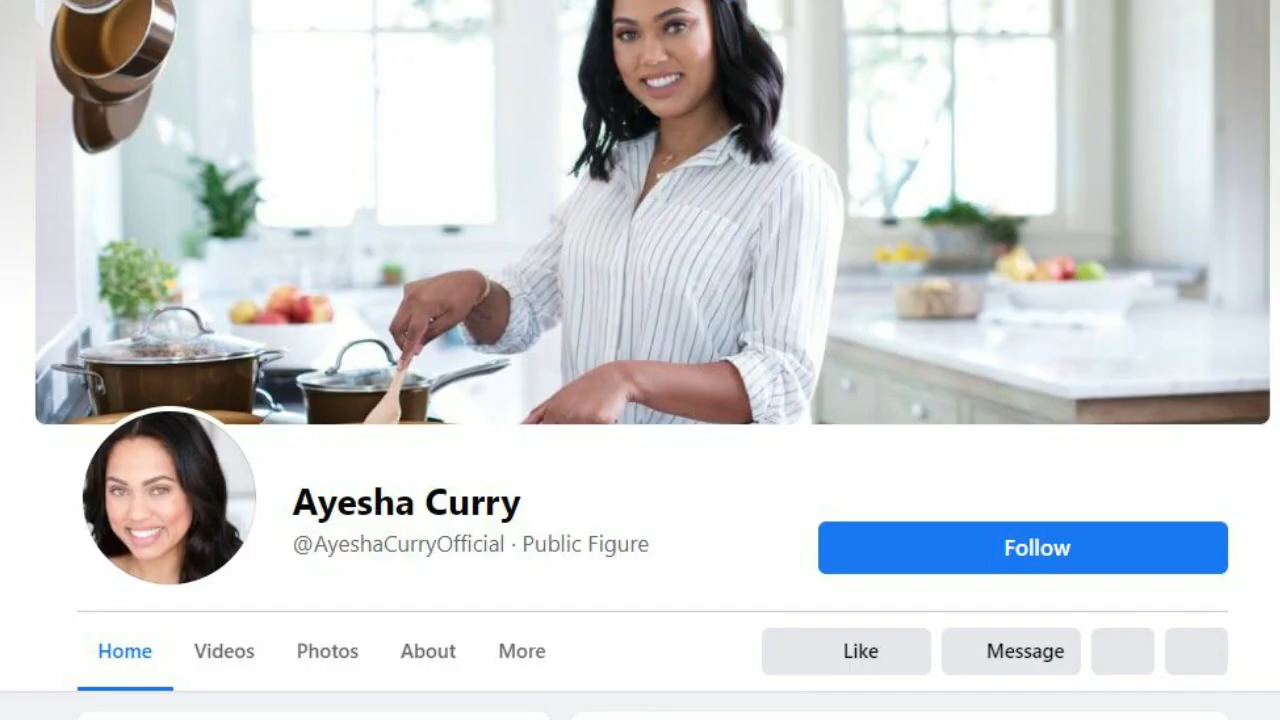 Ayesha Curry
@AyeshaCurryOfficial · Public Figure
Follow
Home Videos Photos About More Like Message